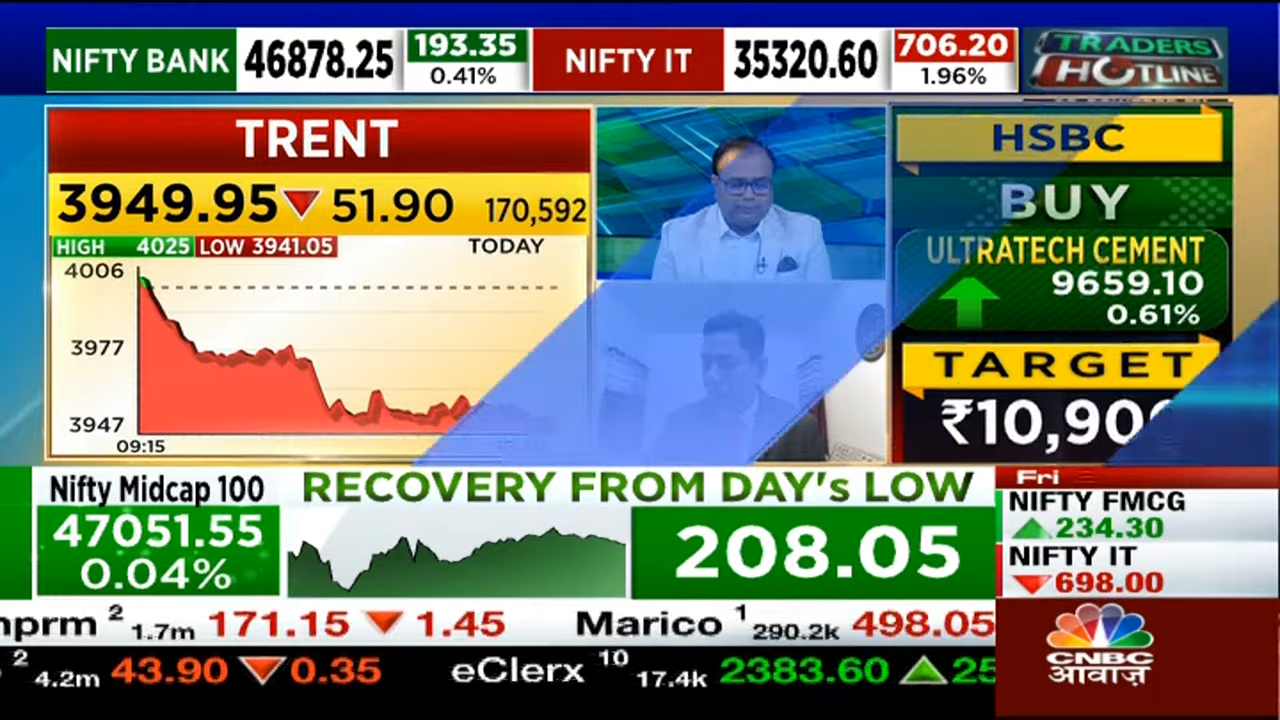 NIFTY BANK 46878.25 193.35 0.41% NIFTY IT 35320.60 706.20 1.96% TRADERS HOTLINE
TRENT
3949.95 51.90 170,592
HIGH 4025 LOW 3941.05 TODAY
4006
3977
3947
09:15
HSBC
BUY
ULTRATECH CEMENT
9659.10
0.61%
TARGET
Nifty Midcap 100
47051.55
0.04%
RECOVERY FROM DAY's LOW
208.05
Fri
NIFTY FMCG
234.30
NIFTY IT
698.00
2 1.7m 171.15 1.45 Marico 1 290.2k 498.05
2 4.2m 43.90 0.35 eClerx 10 17.4k 2383.60
CNBC
आवाज़